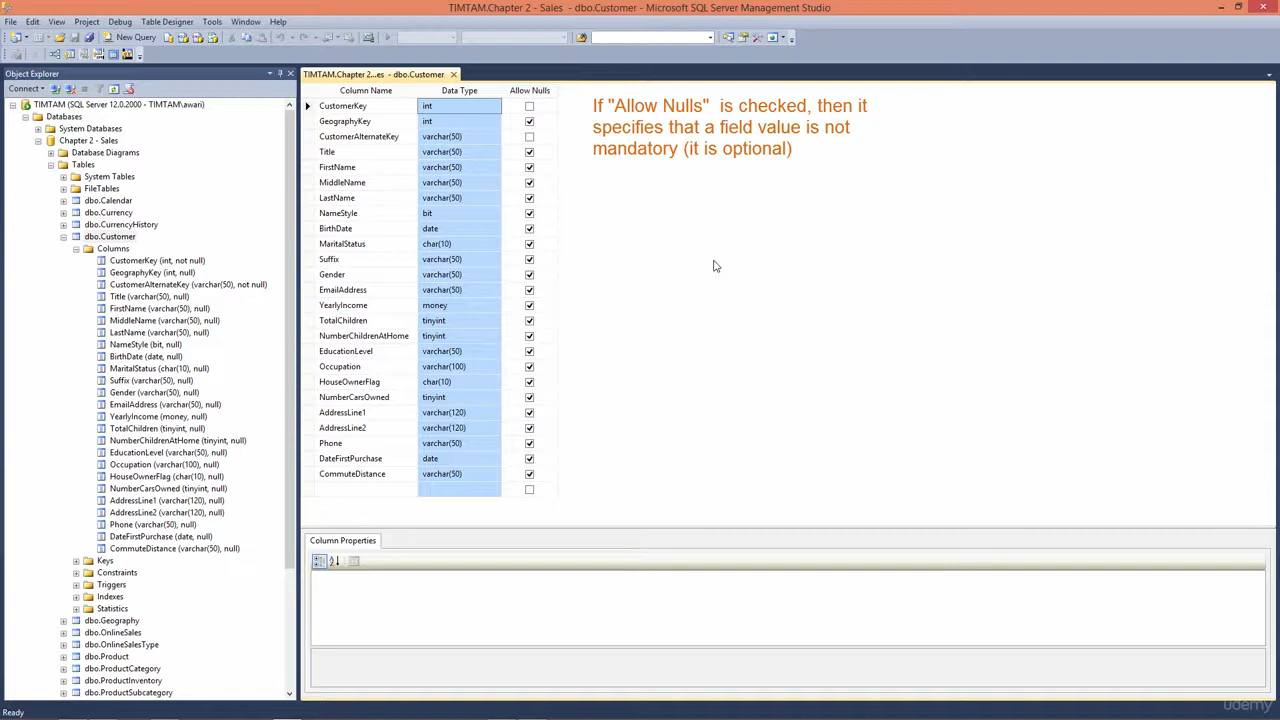 TIMTAM.Chapter 2 - Sales - dbo.Customer - Microsoft SQL Server Management Studio
File Edit View Project Debug Table Designer Tools Window Help
New Query
Object Explorer
Connect
TIMTAM (SQL Server 12.0.2000 - TIMTAM\awari)
Databases
System Databases
Chapter 2 - Sales
Database Diagrams
Tables
System Tables
FileTables
dbo.Calendar
dbo.Currency
dbo.CurrencyHistory
dbo.Customer
Columns
CustomerKey (int, not null)
GeographyKey (int, null)
CustomerAlternateKey (varchar(50), not null)
Title (varchar(50), null)
FirstName (varchar(50), null)
MiddleName (varchar(50), null)
LastName (varchar(50), null)
NameStyle (bit, null)
BirthDate (date, null)
MaritalStatus (char(10), null)
Suffix (varchar(50), null)
Gender (varchar(50), null)
EmailAddress (varchar(50), null)
YearlyIncome (money, null)
TotalChildren (tinyint, null)
NumberChildrenAtHome (tinyint, null)
EducationLevel (varchar(50), null)
Occupation (varchar(100), null)
HouseOwnerFlag (char(10), null)
NumberCarsOwned (tinyint, null)
AddressLine1 (varchar(120), null)
AddressLine2 (varchar(120), null)
Phone (varchar(50), null)
DateFirstPurchase (date, null)
CommuteDistance (varchar(50), null)
Keys
Constraints
Triggers
Indexes
Statistics
dbo.Geography
dbo.OnlineSales
dbo.OnlineSalesType
dbo.Product
dbo.ProductCategory
dbo.ProductInventory
dbo.ProductSubcategory
TIMTAM.Chapter 2...es - dbo.Customer
Column Name Data Type Allow Nulls
CustomerKey int
GeographyKey int
CustomerAlternateKey varchar(50)
Title varchar(50)
FirstName varchar(50)
MiddleName varchar(50)
LastName varchar(50)
NameStyle bit
BirthDate date
MaritalStatus char(10)
Suffix varchar(50)
Gender varchar(50)
EmailAddress varchar(50)
YearlyIncome money
TotalChildren tinyint
NumberChildrenAtHome tinyint
EducationLevel varchar(50)
Occupation varchar(100)
HouseOwnerFlag char(10)
NumberCarsOwned tinyint
AddressLine1 varchar(120)
AddressLine2 varchar(120)
Phone varchar(50)
DateFirstPurchase date
CommuteDistance varchar(50)
If "Allow Nulls" is checked, then it
specifies that a field value is not
mandatory (it is optional)
Column Properties
Ready
udemy